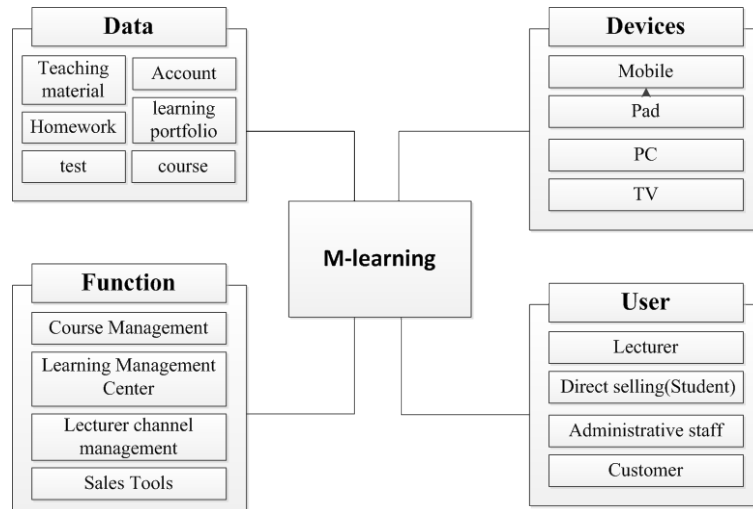 Data
Teaching
material
Account
Homework
learning
portfolio
test
course
Devices
Mobile
Pad
PC
TV
M-learning
Function
Course Management
Learning Management
Center
Lecturer channel
management
Sales Tools
User
Lecturer
Direct selling(Student)
Administrative staff
Customer